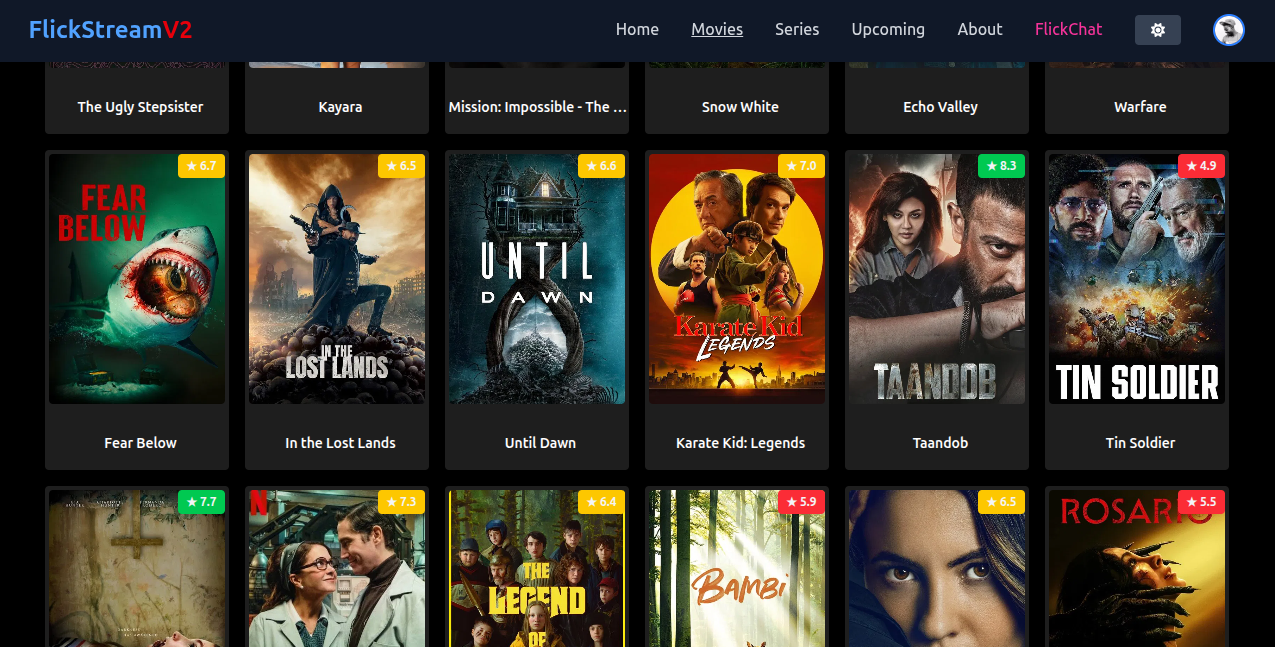 FlickStreamV2
Home Movies Series Upcoming About FlickChat
The Ugly Stepsister
Kayara
Mission: Impossible - The ...
Snow White
Echo Valley
Warfare
★ 6.7
FEAR
BELOW
Fear Below
★ 6.5
IN THE
LOST LANDS
In the Lost Lands
★ 6.6
UNTIL
DAWN
Until Dawn
★ 7.0
Karate Kid
LEGENDS
Karate Kid: Legends
★ 8.3
TAANDOB
Taandob
★ 4.9
TIN SOLDIER
Tin Soldier
★ 7.7
N
★ 7.3
★ 6.4
THE
LEGEND
OF
★ 5.9
BAMBI
★ 6.5
★ 5.5
ROSARIO